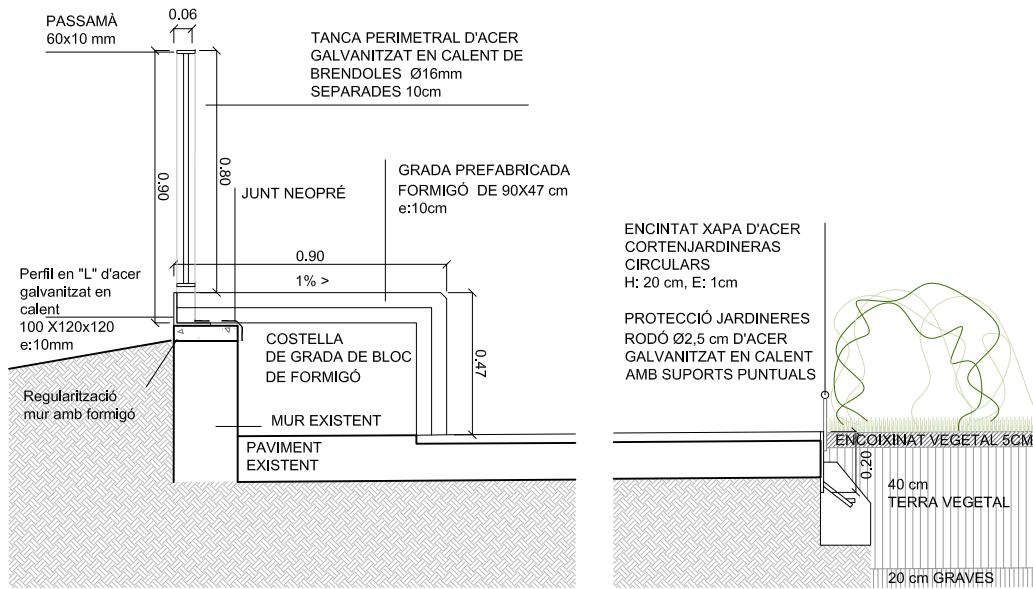 PASSAMÀ
60x10 mm
0.06
TANCA PERIMETRAL D'ACER
GALVANITZAT EN CALENT DE
BRENDOLES Ø16mm
SEPARADES 10cm
0.90
0.80
JUNT NEOPRÉ
GRADA PREFABRICADA
FORMIGÓ DE 90X47 cm
e:10cm
0.90
1% >
Perfil en "L" d'acer
galvanitzat en
calent
100 X120x120
e:10mm
COSTELLA
DE GRADA DE BLOC
DE FORMIGÓ
0.47
Regularització
mur amb formigó
MUR EXISTENT
PAVIMENT
EXISTENT
ENCINTAT XAPA D'ACER
CORTENJARDINERAS
CIRCULARS
H: 20 cm, E: 1cm
PROTECCIÓ JARDINERES
RODÓ Ø2,5 cm D'ACER
GALVANITZAT EN CALENT
AMB SUPORTS PUNTUALS
ENCOIXINAT VEGETAL 5CM
0.20
40 cm
TERRA VEGETAL
20 cm GRAVES